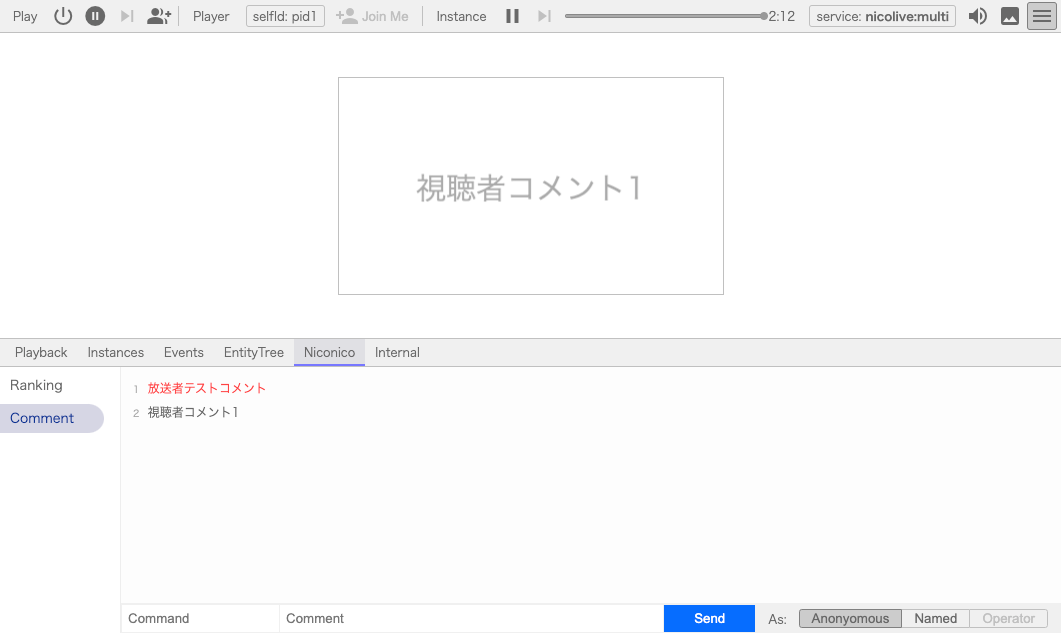 Play Player selfId: pid1 Join Me Instance 2:12 service: nicolive:multi
視聴者コメント1
Playback Instances Events EntityTree Niconico Internal
Ranking
Comment
1 放送者テストコメント
2 視聴者コメント1
Command Comment Send As: Anonyomous Named Operator